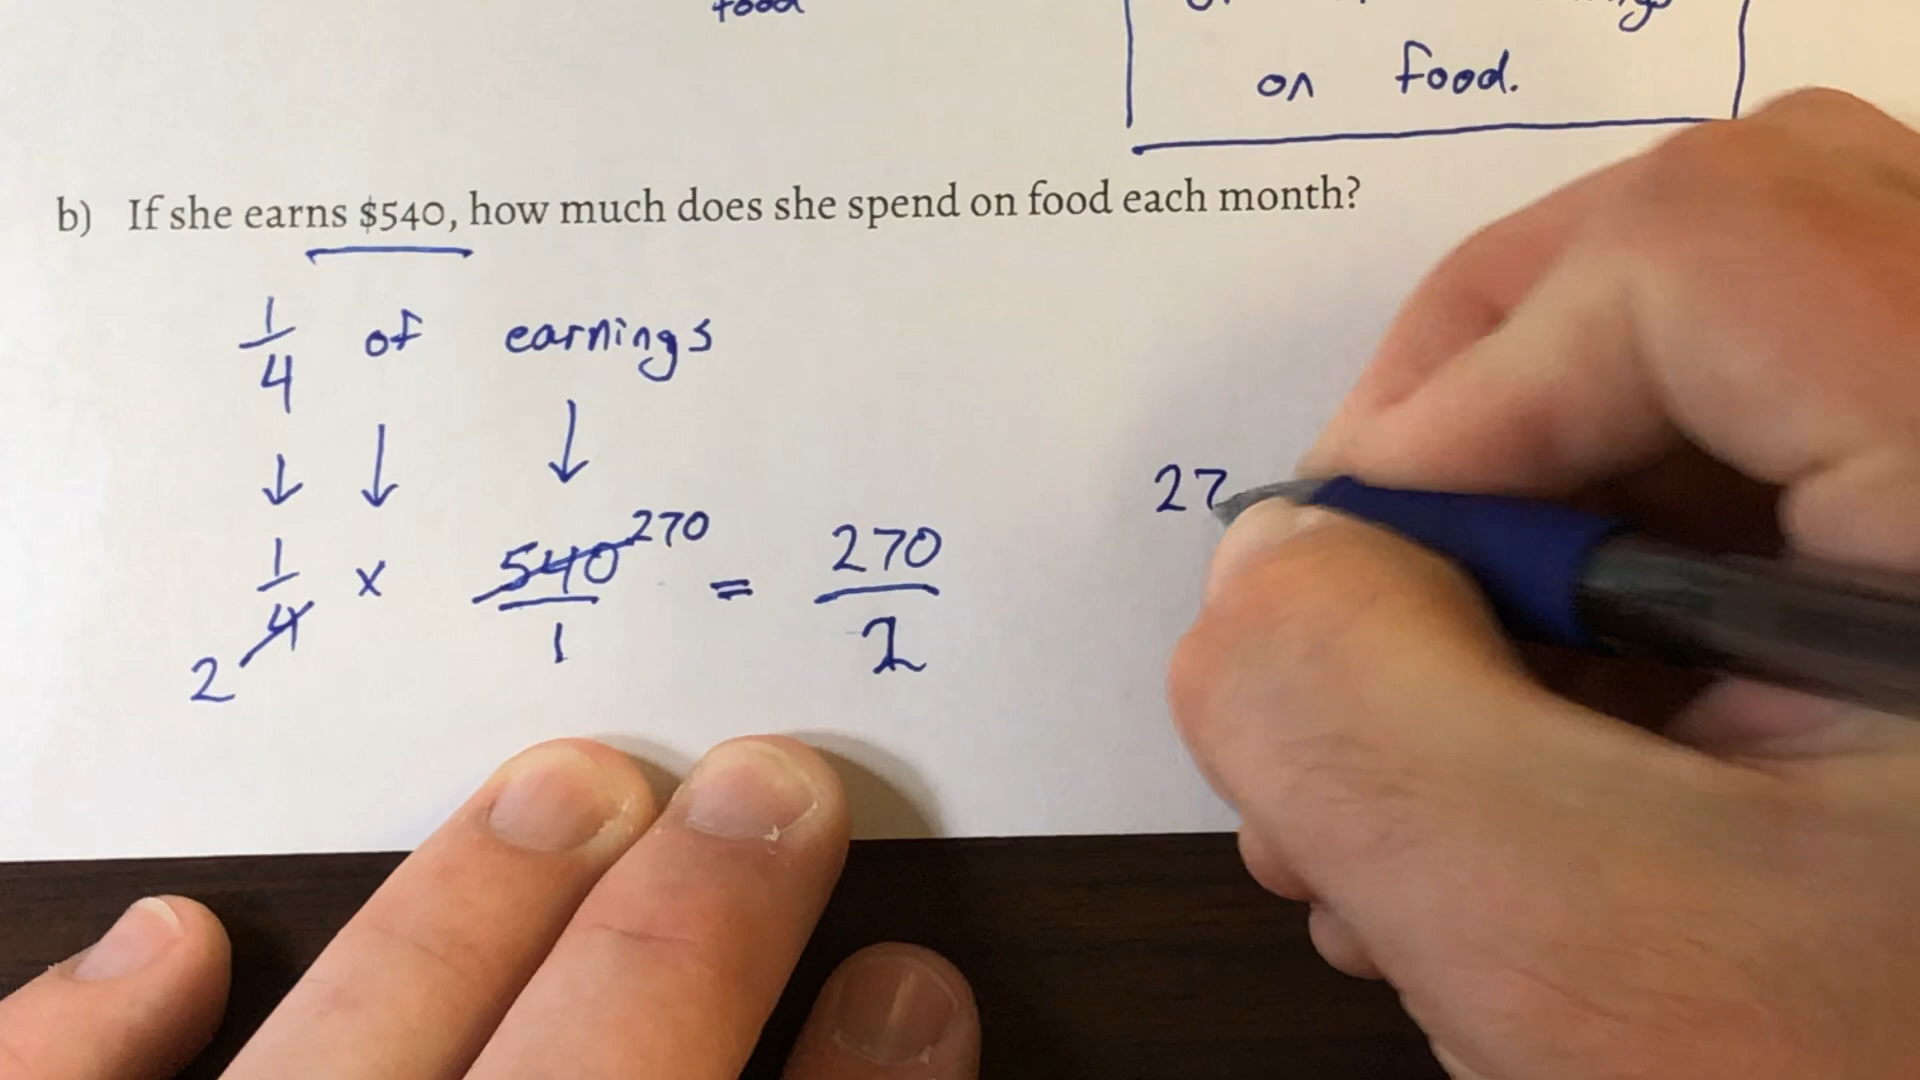 food
on food.
b) If she earns $540, how much does she spend on food each month?
1/4 of earnings
↓ ↓ ↓
1/4 2 × 540/1 270 = 270/2
27